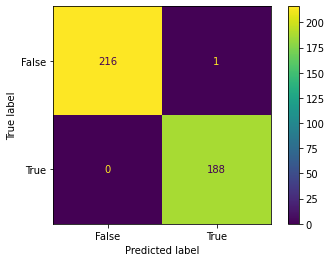 False
True
True label
216
1
0
188
False
True
Predicted label
200
175
150
125
100
75
50
25
0